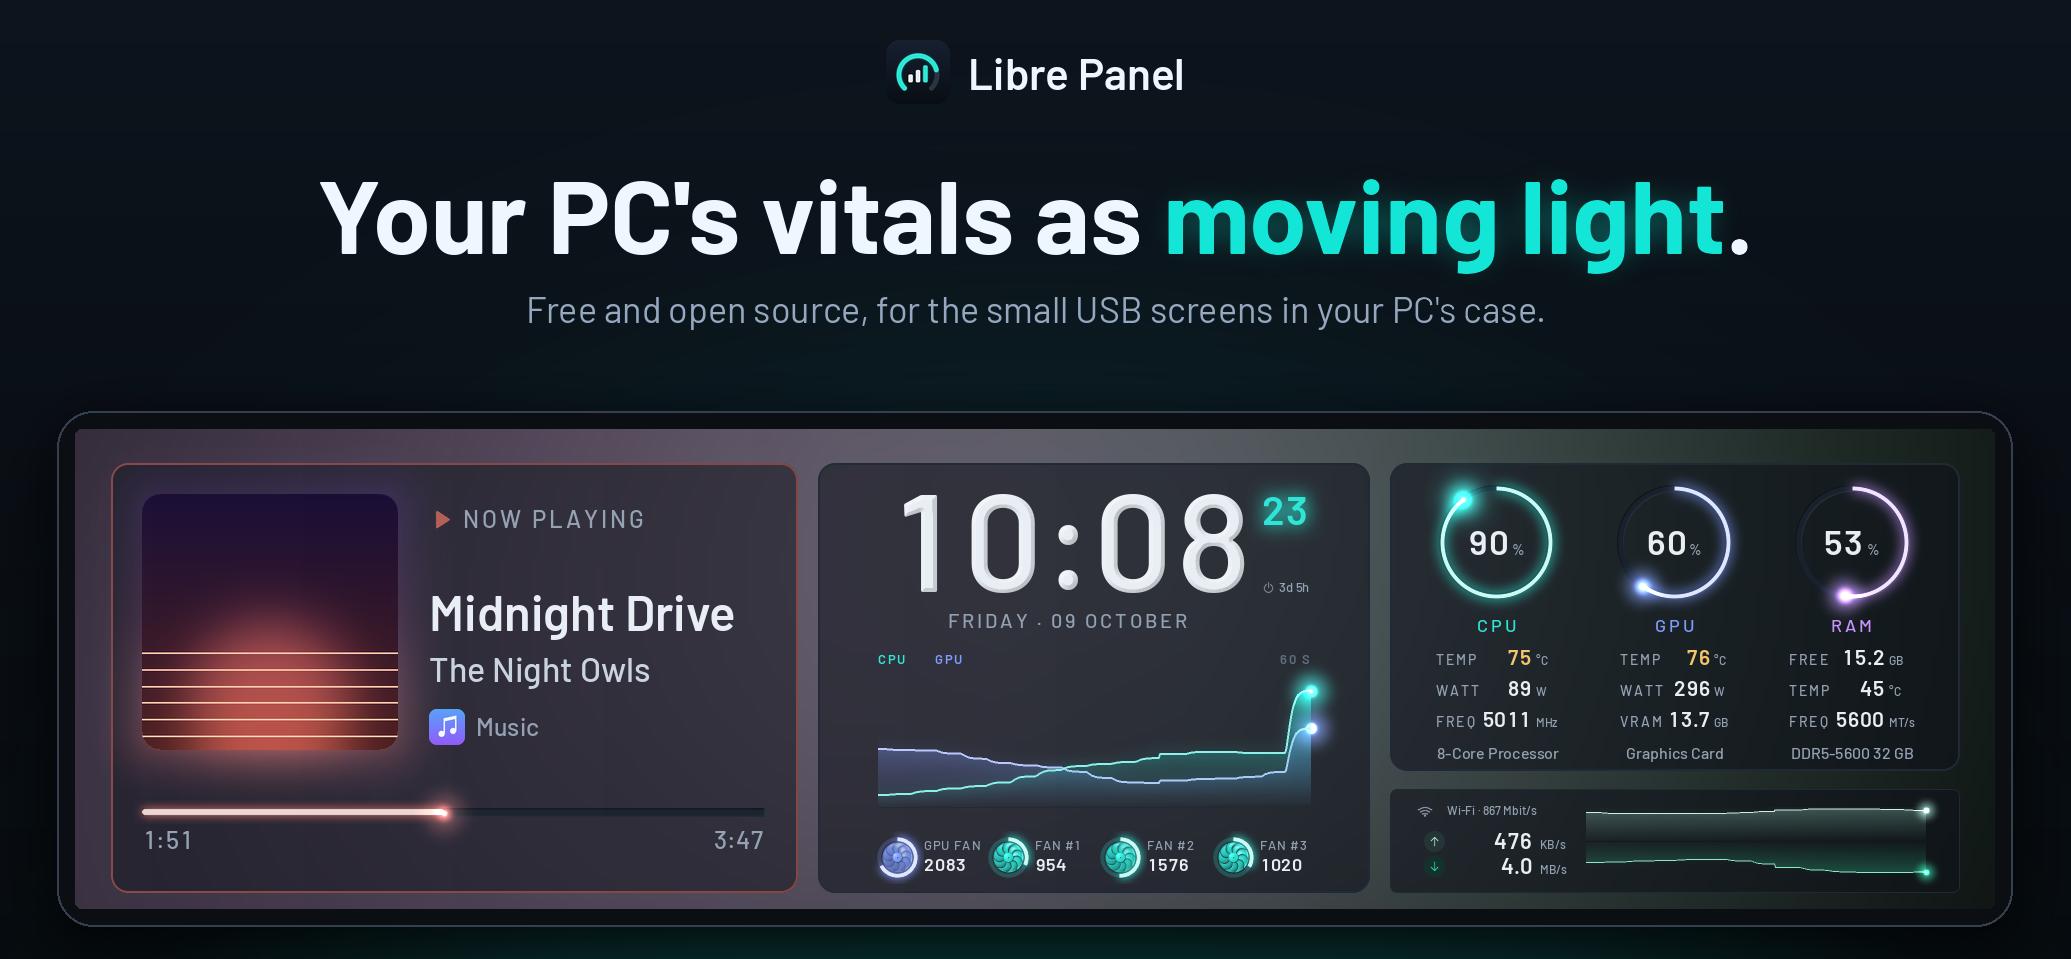 Libre Panel
Your PC's vitals as moving light.
Free and open source, for the small USB screens in your PC's case.
NOW PLAYING
Midnight Drive
The Night Owls
Music
1:51 3:47
10:08 23
3d 5h
FRIDAY · 09 OCTOBER
CPU GPU 60 S
GPU FAN 2083
FAN #1 954
FAN #2 1576
FAN #3 1020
90 %
CPU
TEMP 75 °C
WATT 89 W
FREQ 5011 MHz
8-Core Processor
60 %
GPU
TEMP 76 °C
WATT 296 W
VRAM 13.7 GB
Graphics Card
53 %
RAM
FREE 15.2 GB
TEMP 45 °C
FREQ 5600 MT/s
DDR5-5600 32 GB
Wi-Fi · 867 Mbit/s
↑ 476 KB/s
↓ 4.0 MB/s